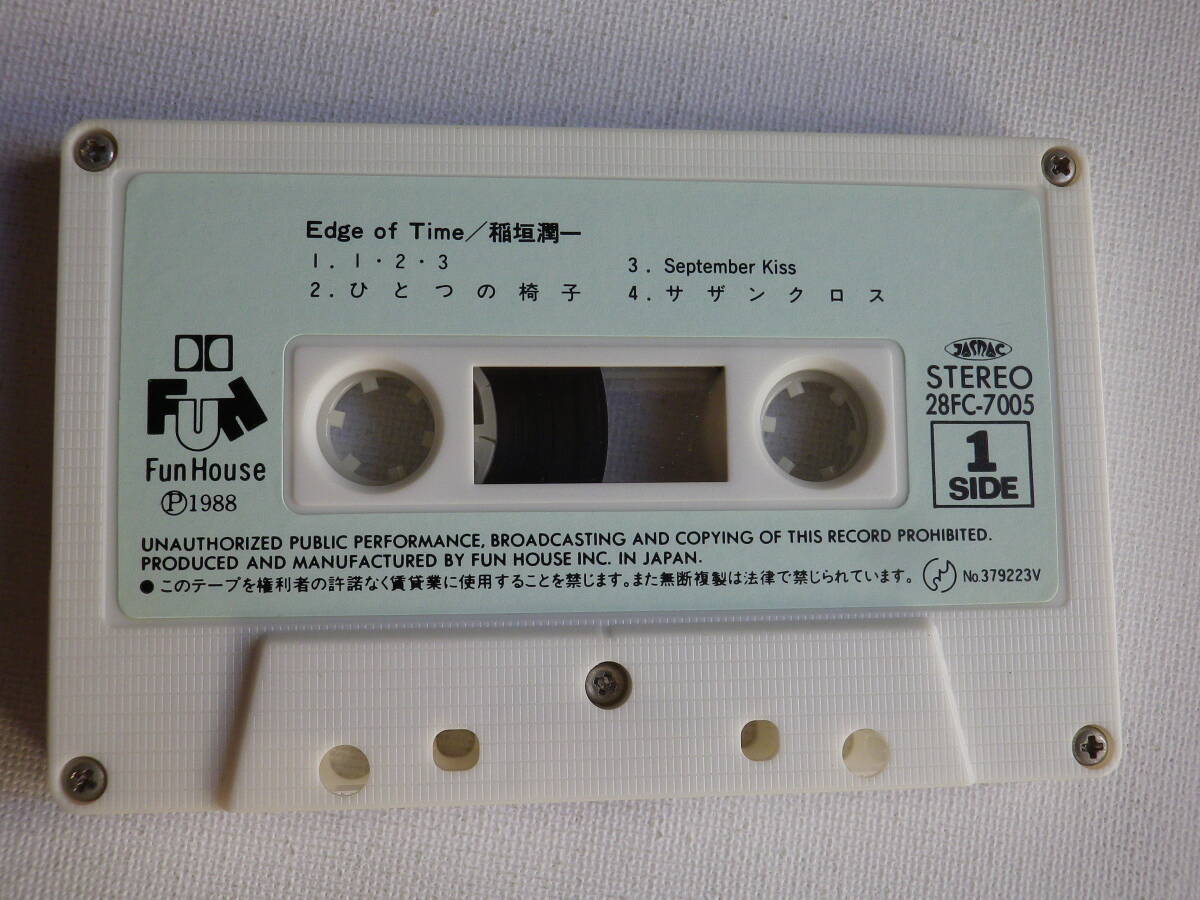 Edge of Time／稲垣潤一
1. 1・2・3
2. ひとつの椅子
3. September Kiss
4. サザンクロス
FUN
Fun House
Ⓟ1988
JASRAC
STEREO
28FC-7005
1
SIDE
UNAUTHORIZED PUBLIC PERFORMANCE, BROADCASTING AND COPYING OF THIS RECORD PROHIBITED.
PRODUCED AND MANUFACTURED BY FUN HOUSE INC. IN JAPAN.
●このテープを権利者の許諾なく賃貸業に使用することを禁じます。また無断複製は法律で禁じられています。
No.379223V